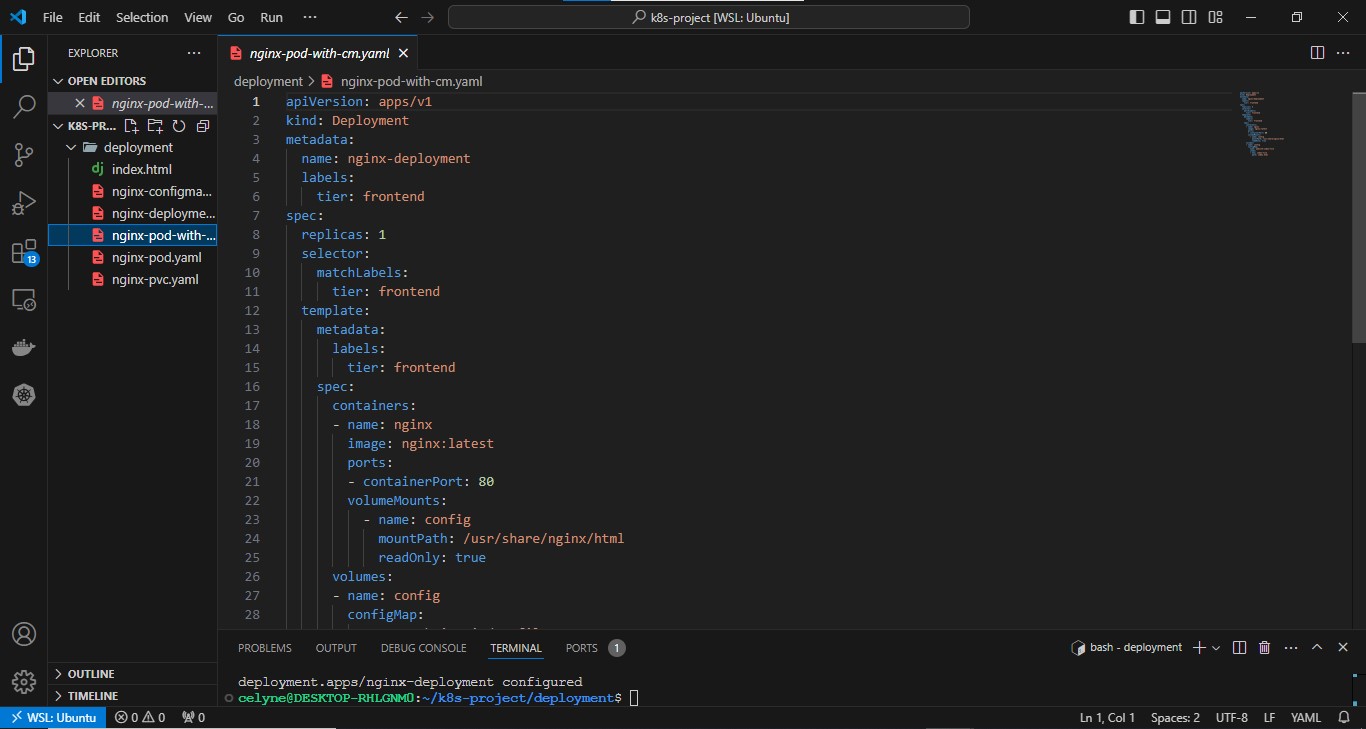 File Edit Selection View Go Run ···
k8s-project [WSL: Ubuntu]
EXPLORER ···
OPEN EDITORS
nginx-pod-with-...
K8S-PR...
deployment
index.html
nginx-configma...
nginx-deployme...
nginx-pod-with-...
nginx-pod.yaml
nginx-pvc.yaml
13
OUTLINE
TIMELINE
nginx-pod-with-cm.yaml
deployment > nginx-pod-with-cm.yaml
1 apiVersion: apps/v1
2 kind: Deployment
3 metadata:
4 name: nginx-deployment
5 labels:
6 tier: frontend
7 spec:
8 replicas: 1
9 selector:
10 matchLabels:
11 tier: frontend
12 template:
13 metadata:
14 labels:
15 tier: frontend
16 spec:
17 containers:
18 - name: nginx
19 image: nginx:latest
20 ports:
21 - containerPort: 80
22 volumeMounts:
23 - name: config
24 mountPath: /usr/share/nginx/html
25 readOnly: true
26 volumes:
27 - name: config
28 configMap:
PROBLEMS OUTPUT DEBUG CONSOLE TERMINAL PORTS 1 bash - deployment
deployment.apps/nginx-deployment configured
celyne@DESKTOP-RHLGNM0:~/k8s-project/deployment$
WSL: Ubuntu 0 0 0 Ln 1, Col 1 Spaces: 2 UTF-8 LF YAML